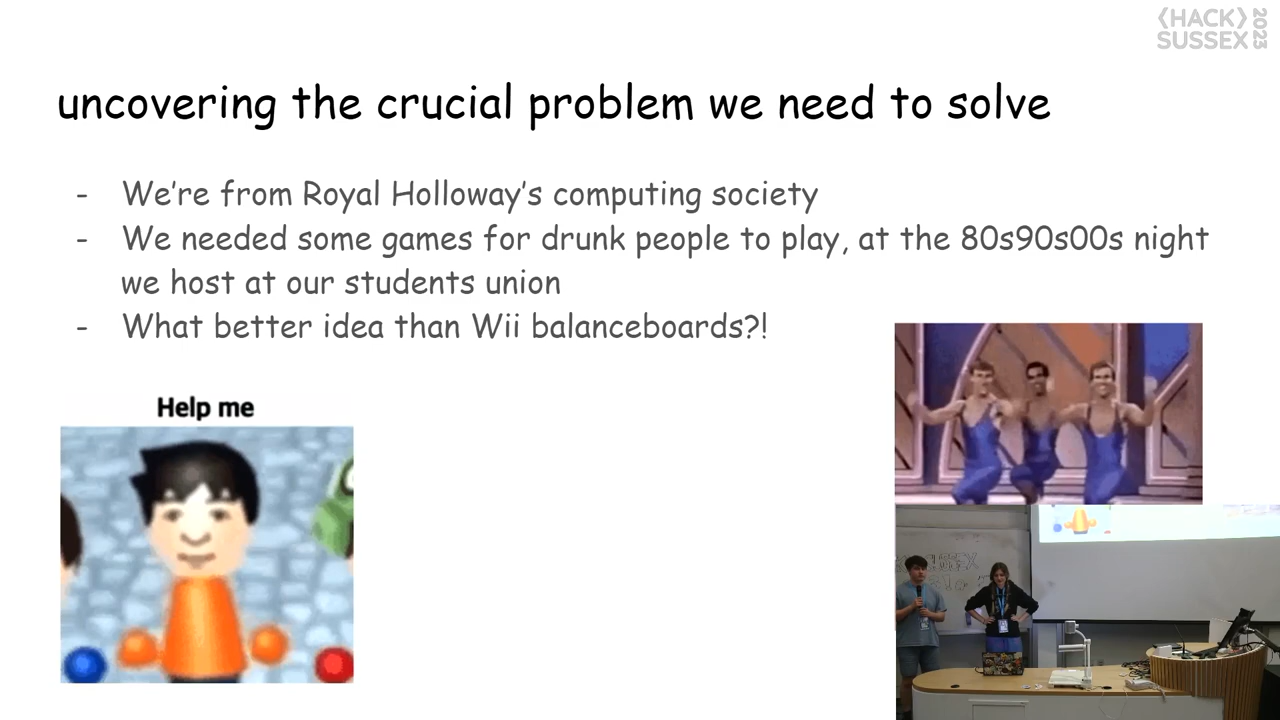 ⟨HACK⟩
SUSSEX
2023
uncovering the crucial problem we need to solve
- We're from Royal Holloway's computing society
- We needed some games for drunk people to play, at the 80s90s00s night
we host at our students union
- What better idea than Wii balanceboards?!
Help me